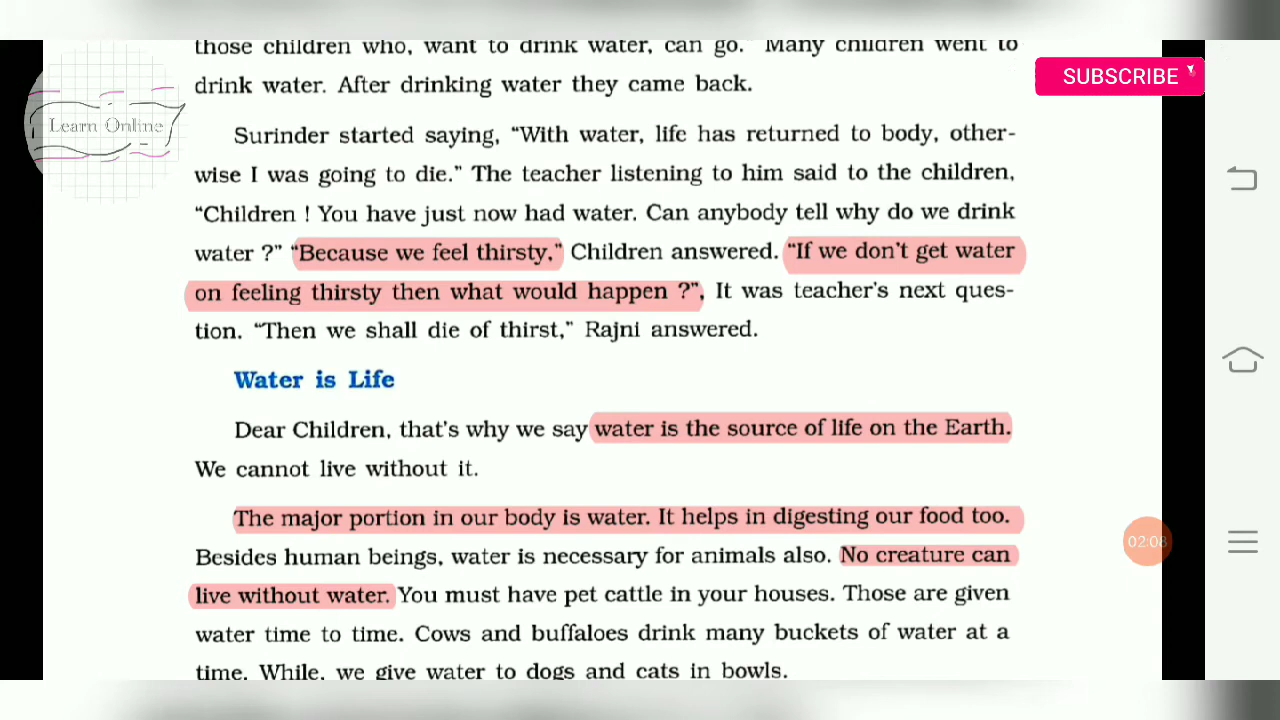 those children who, want to drink water, can go." Many children went to
SUBSCRIBE
drink water. After drinking water they came back.
Learn Online
Surinder started saying, "With water, life has returned to body, other-
wise I was going to die." The teacher listening to him said to the children,
"Children ! You have just now had water. Can anybody tell why do we drink
water ?" "Because we feel thirsty," Children answered. "If we don't get water
on feeling thirsty then what would happen ?", It was teacher's next ques-
tion. "Then we shall die of thirst," Rajni answered.
Water is Life
Dear Children, that's why we say water is the source of life on the Earth.
We cannot live without it.
The major portion in our body is water. It helps in digesting our food too.
02:08
Besides human beings, water is necessary for animals also. No creature can
live without water. You must have pet cattle in your houses. Those are given
water time to time. Cows and buffaloes drink many buckets of water at a
time. While, we give water to dogs and cats in bowls.